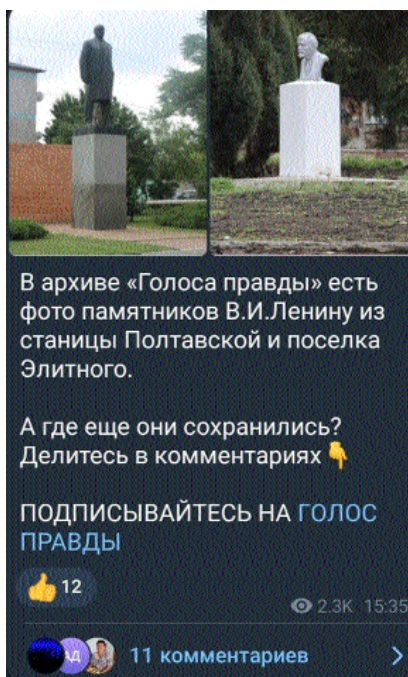 В архиве «Голоса правды» есть
фото памятников В.И.Ленину из
станицы Полтавской и поселка
Элитного.
А где еще они сохранились?
Делитесь в комментариях👇
ПОДПИСЫВАЙТЕСЬ НА ГОЛОС
ПРАВДЫ
👍 12
2.3K 15:35
АД
11 комментариев